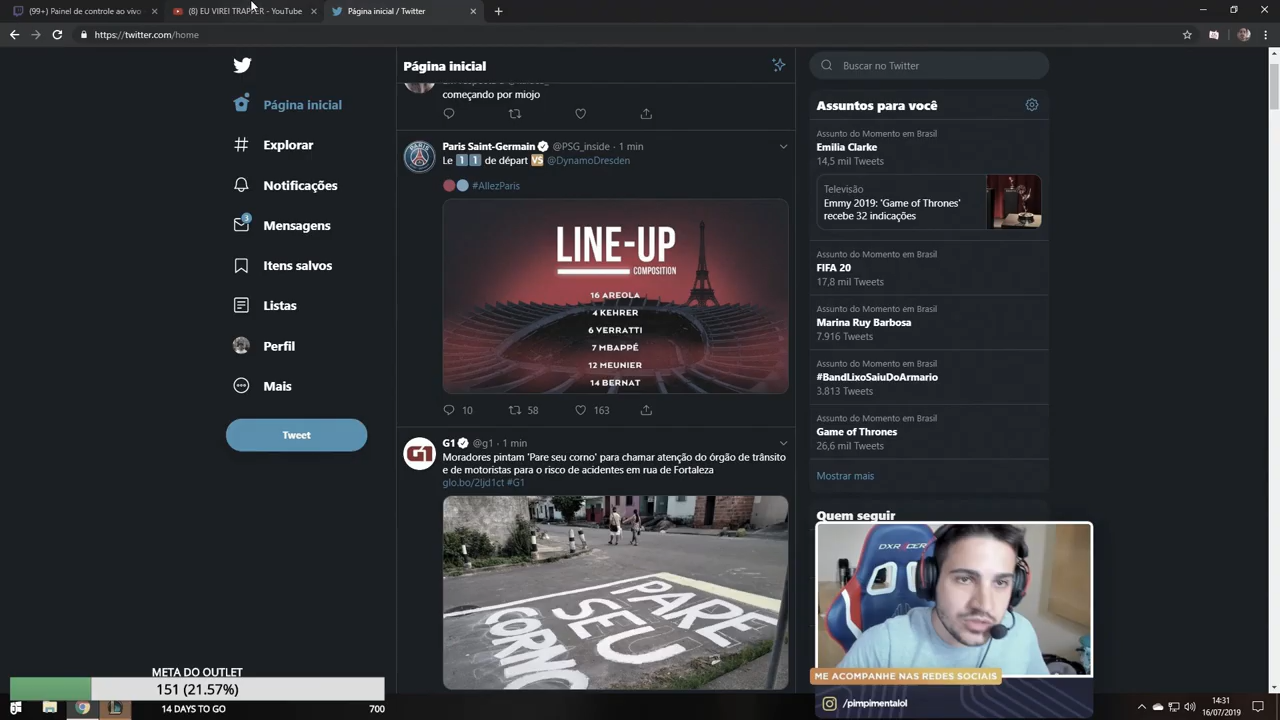 (99+) Painel de controle ao vivo
(8) EU VIREI TRAPPER - YouTube
Página inicial / Twitter
https://twitter.com/home
Página inicial
Explorar
Notificações
3
Mensagens
Itens salvos
Listas
Perfil
Mais
Tweet
Página inicial
começando por miojo
Paris Saint-Germain @PSG_inside · 1 min
Le 1 1 de départ VS @DynamoDresden
#AllezParis
LINE-UP
COMPOSITION
16 AREOLA
4 KEHRER
6 VERRATTI
7 MBAPPÉ
12 MEUNIER
14 BERNAT
10 58 163
G1 @g1 · 1 min
Moradores pintam 'Pare seu corno' para chamar atenção do órgão de trânsito
e de motoristas para o risco de acidentes em rua de Fortaleza
glo.bo/2ljd1ct #G1
PARE
SEU
CORNO
Buscar no Twitter
Assuntos para você
Assunto do Momento em Brasil
Emilia Clarke
14,5 mil Tweets
Televisão
Emmy 2019: 'Game of Thrones'
recebe 32 indicações
Assunto do Momento em Brasil
FIFA 20
17,8 mil Tweets
Assunto do Momento em Brasil
Marina Ruy Barbosa
7.916 Tweets
Assunto do Momento em Brasil
#BandLixoSaiuDoArmario
3.813 Tweets
Assunto do Momento em Brasil
Game of Thrones
26,6 mil Tweets
Mostrar mais
Quem seguir
DXRACER
ME ACOMPANHE NAS REDES SOCIAIS
/pimpimentalol
META DO OUTLET
151 (21.57%)
14 DAYS TO GO
700
14:31
16/07/2019